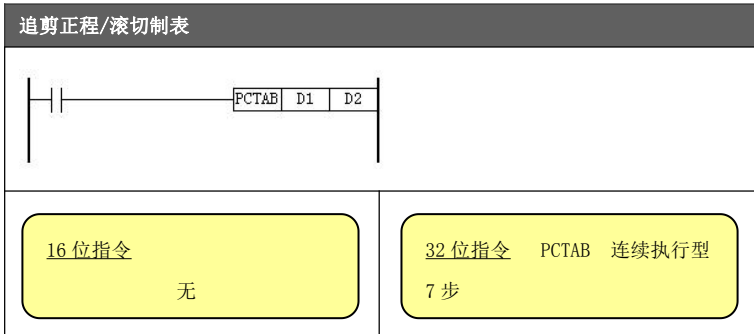 追剪正程/滚切制表
PCTAB D1 D2
16 位指令
无
32 位指令 PCTAB 连续执行型
7 步